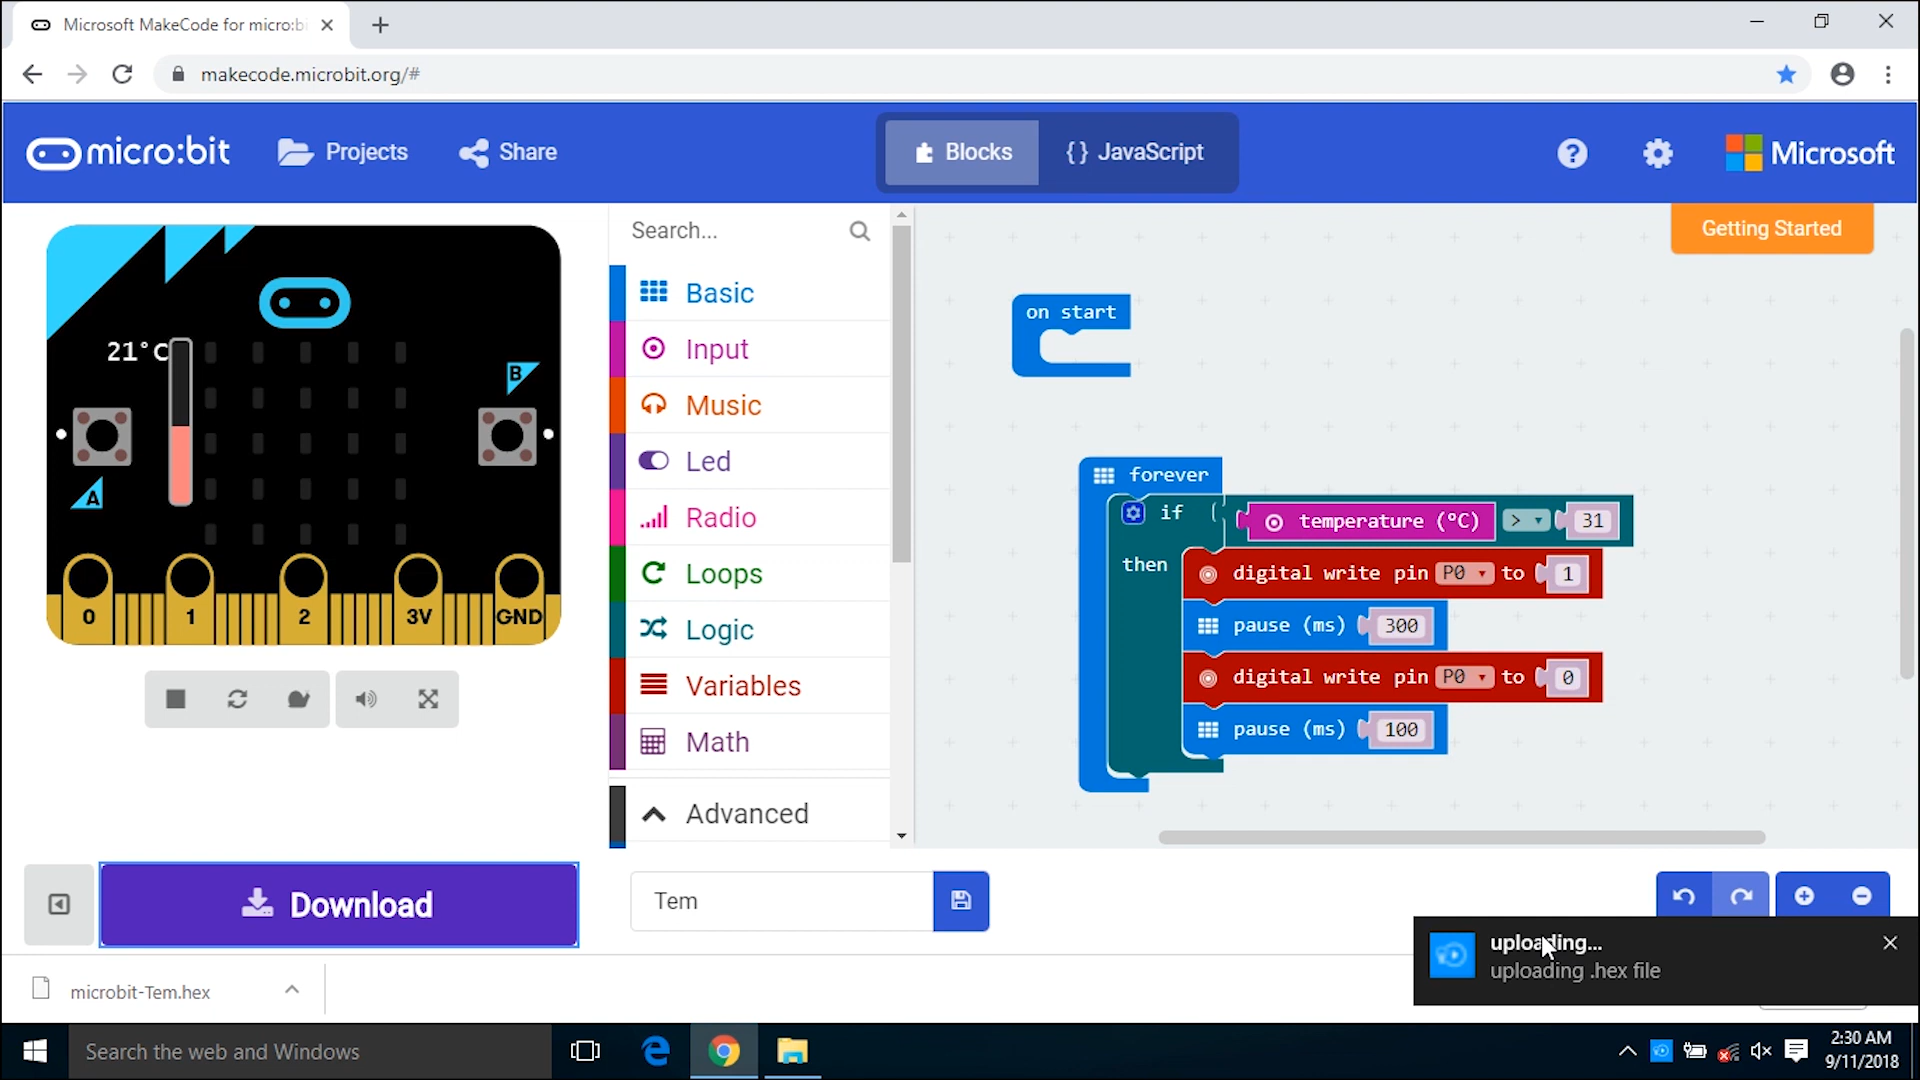 Microsoft MakeCode for micro:bi
makecode.microbit.org/#
micro:bit
Projects
Share
Blocks
{} JavaScript
?
Microsoft
Getting Started
21°C
B
A
0
1
2
3V
GND
Search...
Basic
Input
Music
Led
Radio
Loops
Logic
Variables
Math
Advanced
on start
forever
if temperature (°C) > 31
then
digital write pin P0 to 1
pause (ms) 300
digital write pin P0 to 0
pause (ms) 100
Download
Tem
uploading...
uploading .hex file
microbit-Tem.hex
Search the web and Windows
2:30 AM
9/11/2018